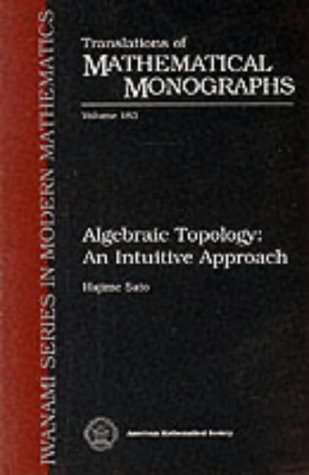 Translations of
MATHEMATICAL
MONOGRAPHS
Volume 183
Algebraic Topology:
An Intuitive Approach
Hajime Sato
American Mathematical Society
IWANAMI SERIES IN MODERN MATHEMATICS